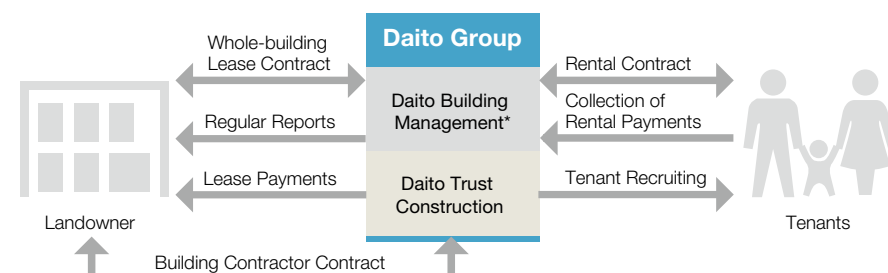 Daito Group
Whole-building
Lease Contract
Rental Contract
Daito Building
Management*
Collection of
Rental Payments
Regular Reports
Lease Payments
Daito Trust
Construction
Tenant Recruiting
Landowner
Tenants
Building Contractor Contract